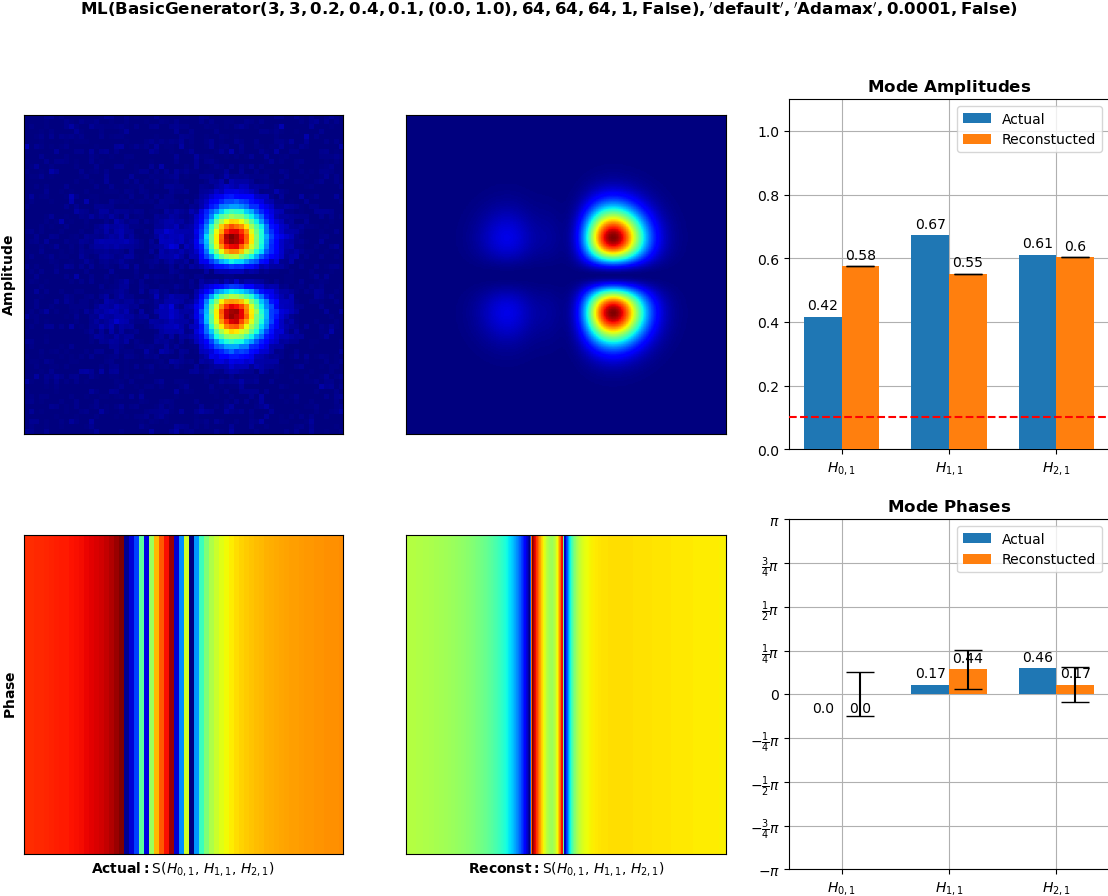 ML(BasicGenerator(3, 3, 0.2, 0.4, 0.1, (0.0, 1.0), 64, 64, 64, 1, False), ′default′, ′Adamax′, 0.0001, False)
Amplitude
Mode Amplitudes
Actual
Reconstucted
1.0
0.8
0.6
0.4
0.2
0.0
0.42
0.58
0.67
0.55
0.61
0.6
H0,1
H1,1
H2,1
Phase
Actual: S(H0,1, H1,1, H2,1)
Reconst: S(H0,1, H1,1, H2,1)
Mode Phases
Actual
Reconstucted
π
3/4π
1/2π
1/4π
0
−1/4π
−1/2π
−3/4π
−π
0.0
0.0
0.17
0.44
0.46
0.17
H0,1
H1,1
H2,1